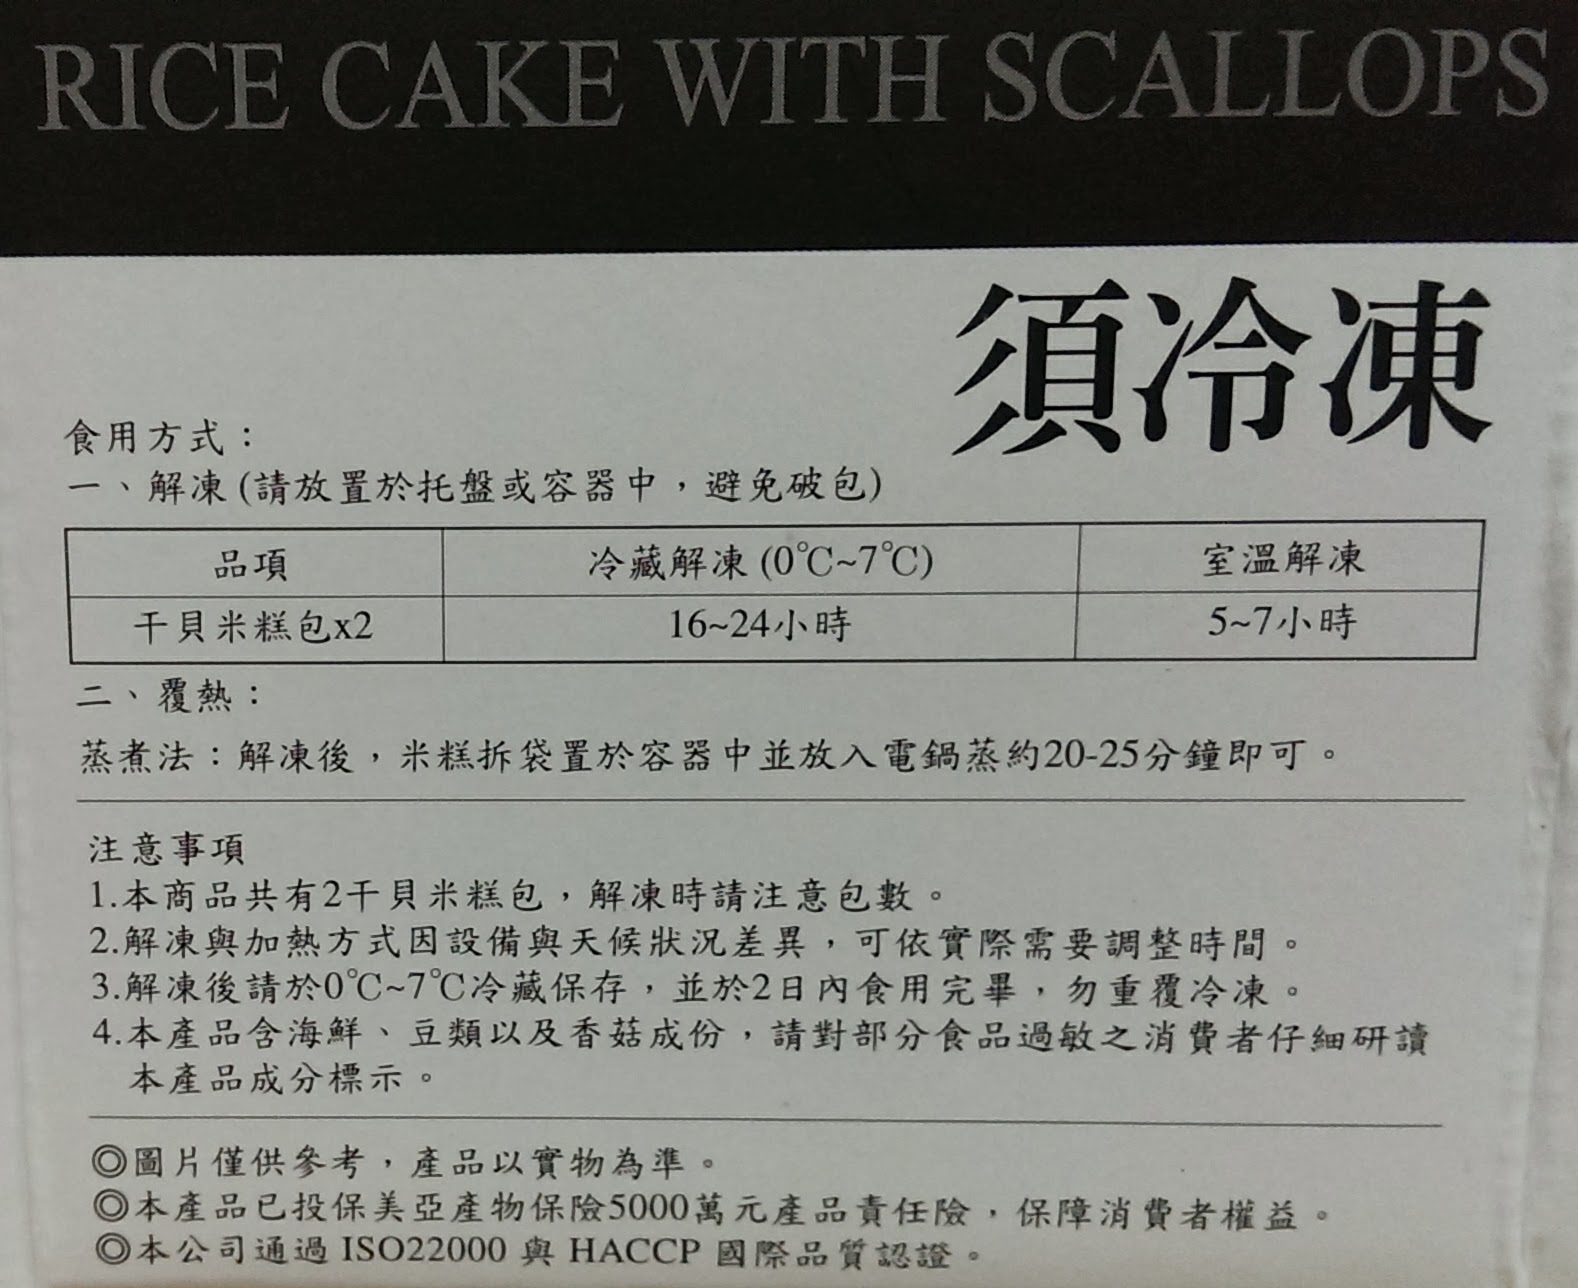 RICE CAKE WITH SCALLOPS
須冷凍
食用方式：
一、解凍(請放置於托盤或容器中，避免破包)
品項 冷藏解凍(0℃~7℃) 室溫解凍
干貝米糕包x2 16~24小時 5~7小時
二、覆熱：
蒸煮法：解凍後，米糕拆袋置於容器中並放入電鍋蒸約20-25分鐘即可。
注意事項
1.本商品共有2干貝米糕包，解凍時請注意包數。
2.解凍與加熱方式因設備與天候狀況差異，可依實際需要調整時間。
3.解凍後請於0℃~7℃冷藏保存，並於2日內食用完畢，勿重覆冷凍。
4.本產品含海鮮、豆類以及香菇成份，請對部分食品過敏之消費者仔細研讀
本產品成分標示。
◎圖片僅供參考，產品以實物為準。
◎本產品已投保美亞產物保險5000萬元產品責任險，保障消費者權益。
◎本公司通過 ISO22000 與 HACCP 國際品質認證。